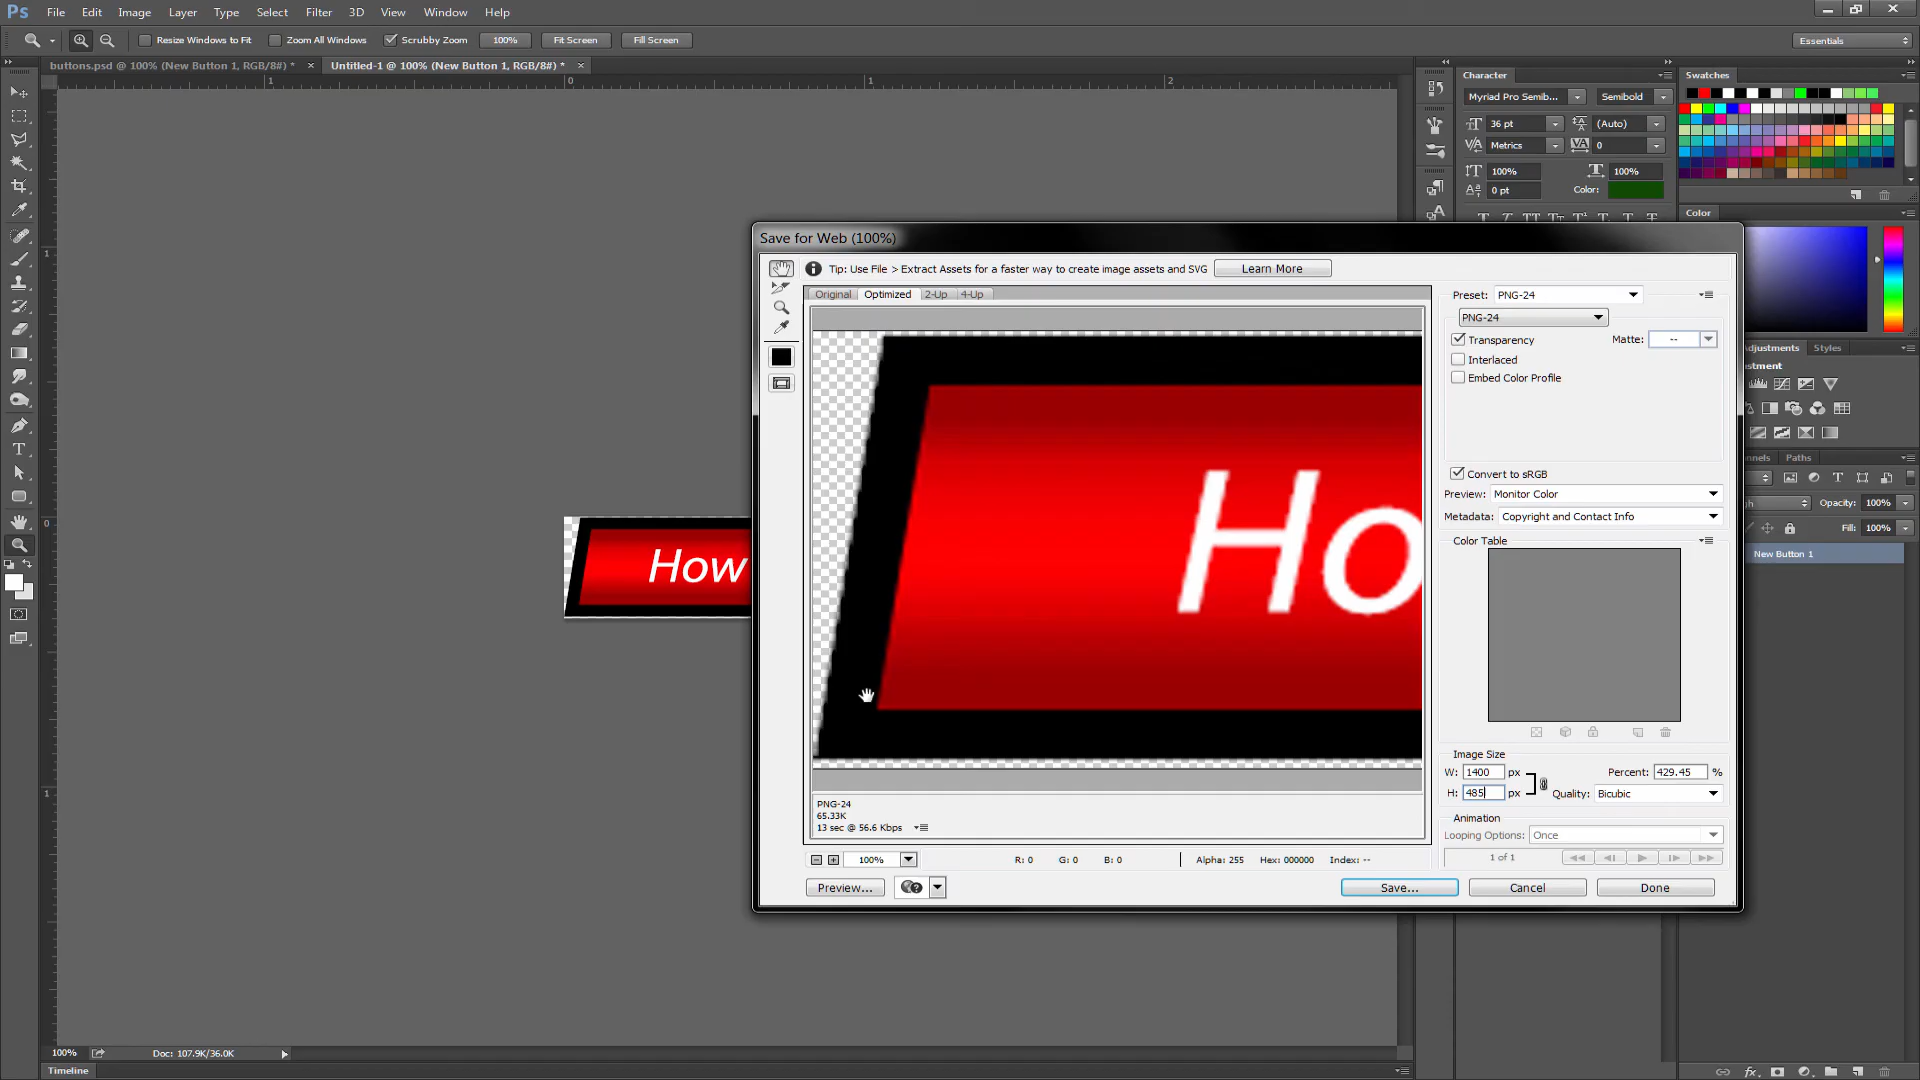 Ps File Edit Image Layer Type Select Filter 3D View Window Help
Resize Windows to Fit Zoom All Windows Scrubby Zoom 100% Fit Screen Fill Screen Essentials
buttons.psd @ 100% (New Button 1, RGB/8#) * × Untitled-1 @ 100% (New Button 1, RGB/8#) * ×
1 0 1 2
1
0
1
How
100% Doc: 107.9K/36.0K
Timeline
Character
Myriad Pro Semib... Semibold
36 pt (Auto)
Metrics 0
100% 100%
0 pt Color:
Swatches
Color
Adjustments Styles
Paths
Opacity: 100%
Fill: 100%
New Button 1
Save for Web (100%)
Tip: Use File > Extract Assets for a faster way to create image assets and SVG Learn More
Original Optimized 2-Up 4-Up
Ho
PNG-24
65.33K
13 sec @ 56.6 Kbps
100% R: 0 G: 0 B: 0 Alpha: 255 Hex: 000000 Index: --
Preview... Save... Cancel Done
Preset: PNG-24
PNG-24
Transparency Matte: --
Interlaced
Embed Color Profile
Convert to sRGB
Preview: Monitor Color
Metadata: Copyright and Contact Info
Color Table
Image Size
W: 1400 px Percent: 429.45 %
H: 485 px Quality: Bicubic
Animation
Looping Options: Once
1 of 1